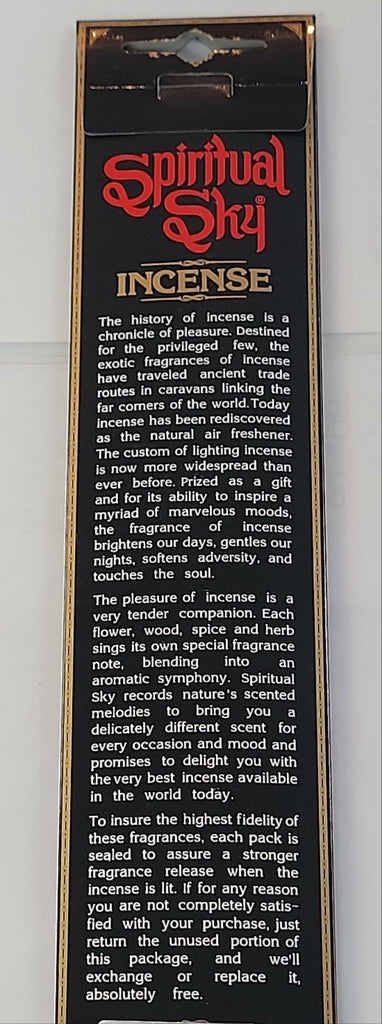 Spiritual
Sky®
INCENSE
The history of incense is a
chronicle of pleasure. Destined
for the privileged few, the
exotic fragrances of incense
have traveled ancient trade
routes in caravans linking the
far corners of the world. Today
incense has been rediscovered
as the natural air freshener.
The custom of lighting incense
is now more widespread than
ever before. Prized as a gift
and for its ability to inspire a
myriad of marvelous moods,
the fragrance of incense
brightens our days, gentles our
nights, softens adversity, and
touches the soul.
The pleasure of incense is a
very tender companion. Each
flower, wood, spice and herb
sings its own special fragrance
note, blending into an
aromatic symphony. Spiritual
Sky records nature's scented
melodies to bring you a
delicately different scent for
every occasion and mood and
promises to delight you with
the very best incense available
in the world today.
To insure the highest fidelity of
these fragrances, each pack is
sealed to assure a stronger
fragrance release when the
incense is lit. If for any reason
you are not completely satis-
fied with your purchase, just
return the unused portion of
this package, and we'll
exchange or replace it,
absolutely free.